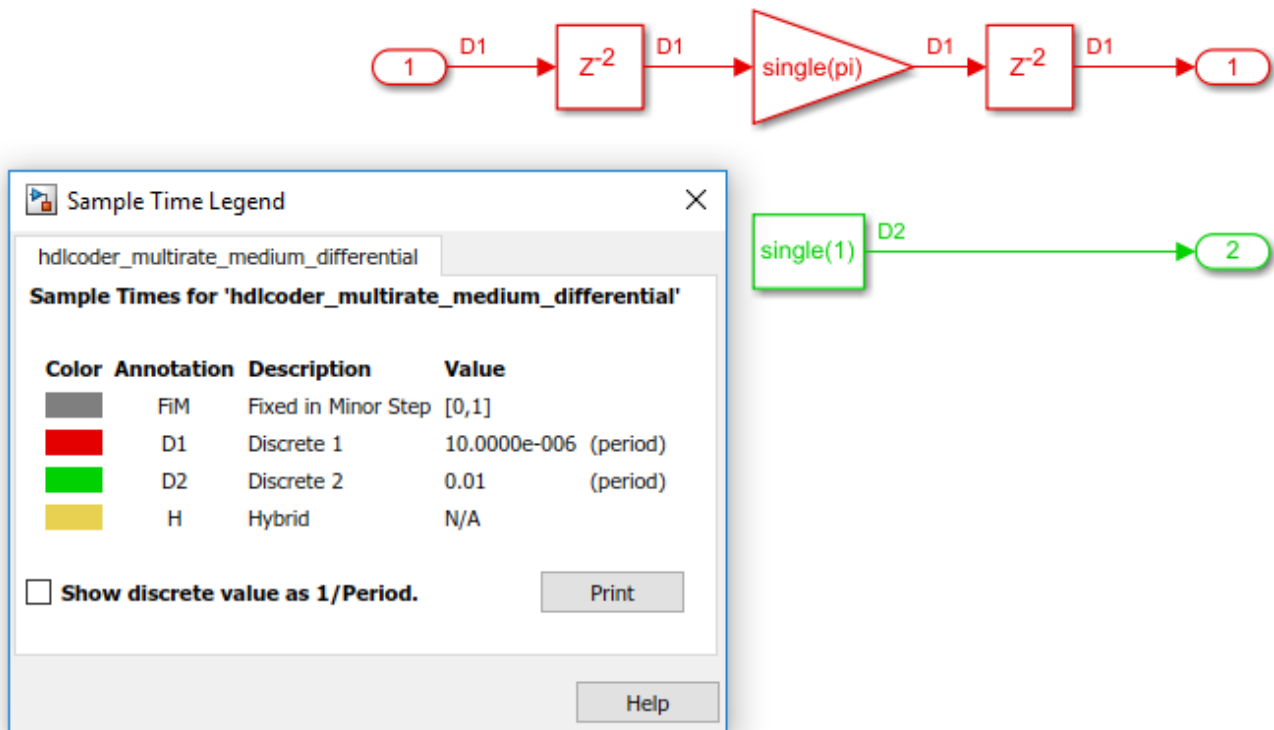 D1 D1 D1 D1
1 Z-2 single(pi) Z-2 1
Sample Time Legend
hdlcoder_multirate_medium_differential
Sample Times for 'hdlcoder_multirate_medium_differential'
Color Annotation Description Value
FiM Fixed in Minor Step [0,1]
D1 Discrete 1 10.0000e-006 (period)
D2 Discrete 2 0.01 (period)
H Hybrid N/A
Show discrete value as 1/Period.
Print
Help
D2
single(1) 2